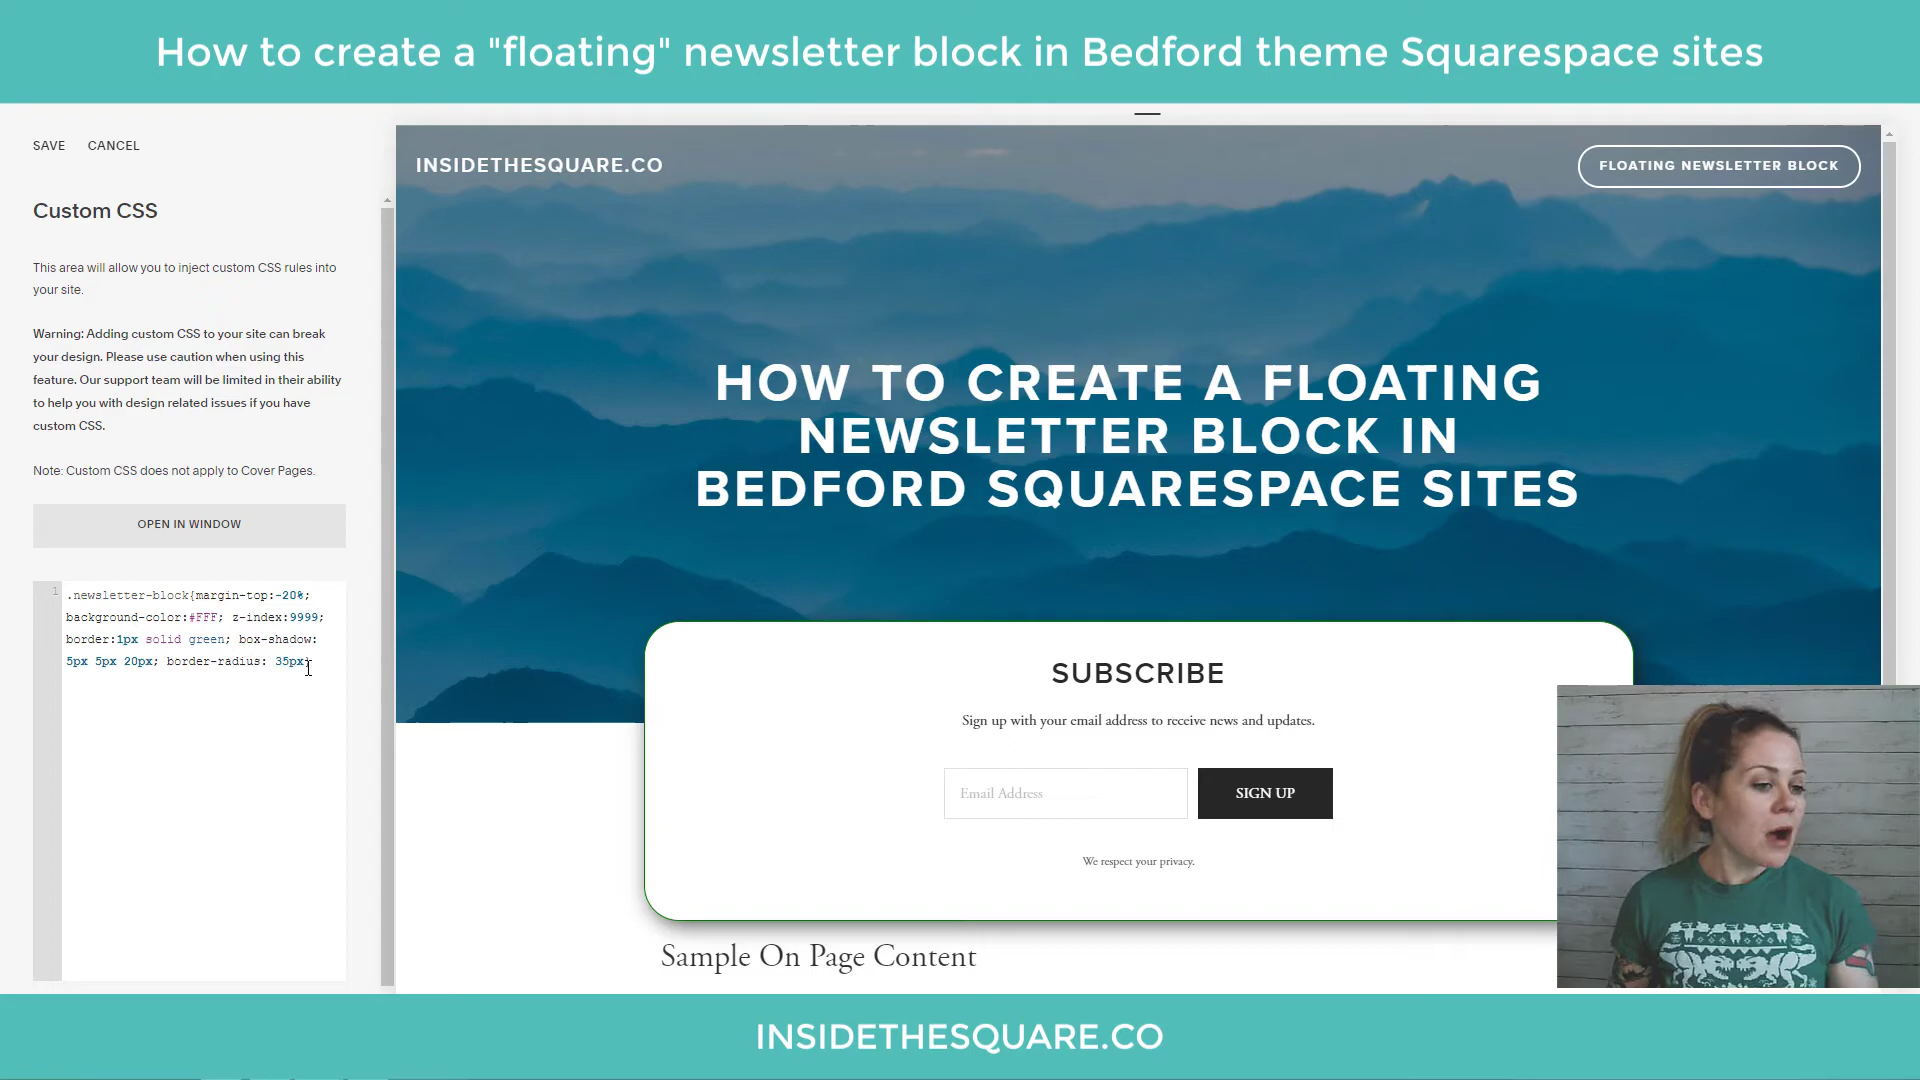 How to create a "floating" newsletter block in Bedford theme Squarespace sites
SAVE CANCEL
Custom CSS
This area will allow you to inject custom CSS rules into
your site.
Warning: Adding custom CSS to your site can break
your design. Please use caution when using this
feature. Our support team will be limited in their ability
to help you with design related issues if you have
custom CSS.
Note: Custom CSS does not apply to Cover Pages.
OPEN IN WINDOW
1
.newsletter-block{margin-top:-20%;
background-color:#FFF; z-index:9999;
border:1px solid green; box-shadow:
5px 5px 20px; border-radius: 35px}
INSIDETHESQUARE.CO
FLOATING NEWSLETTER BLOCK
HOW TO CREATE A FLOATING
NEWSLETTER BLOCK IN
BEDFORD SQUARESPACE SITES
SUBSCRIBE
Sign up with your email address to receive news and updates.
Email Address
SIGN UP
We respect your privacy.
Sample On Page Content
INSIDETHESQUARE.CO